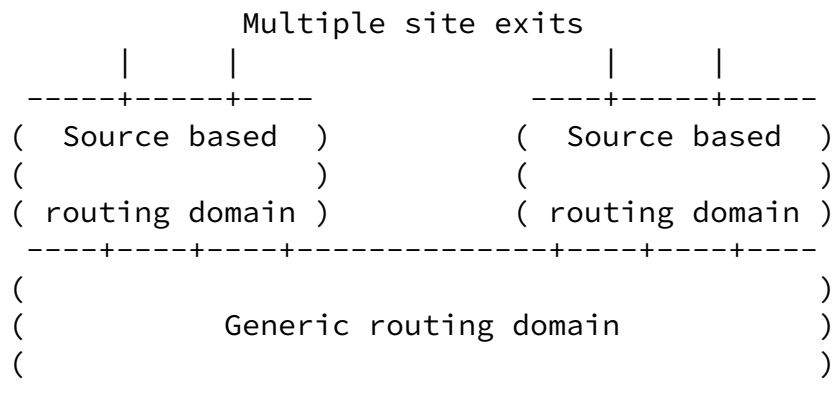 Multiple site exits
            |     |                     |     |
       -----+-----+----            ----+-----+-----
      (  Source based  )          (  Source based  )
      (                )          (                )
      ( routing domain )          ( routing domain )
       ----+----+----+--------------+----+----+----
      (                                            )
      (           Generic routing domain           )
      (                                            )